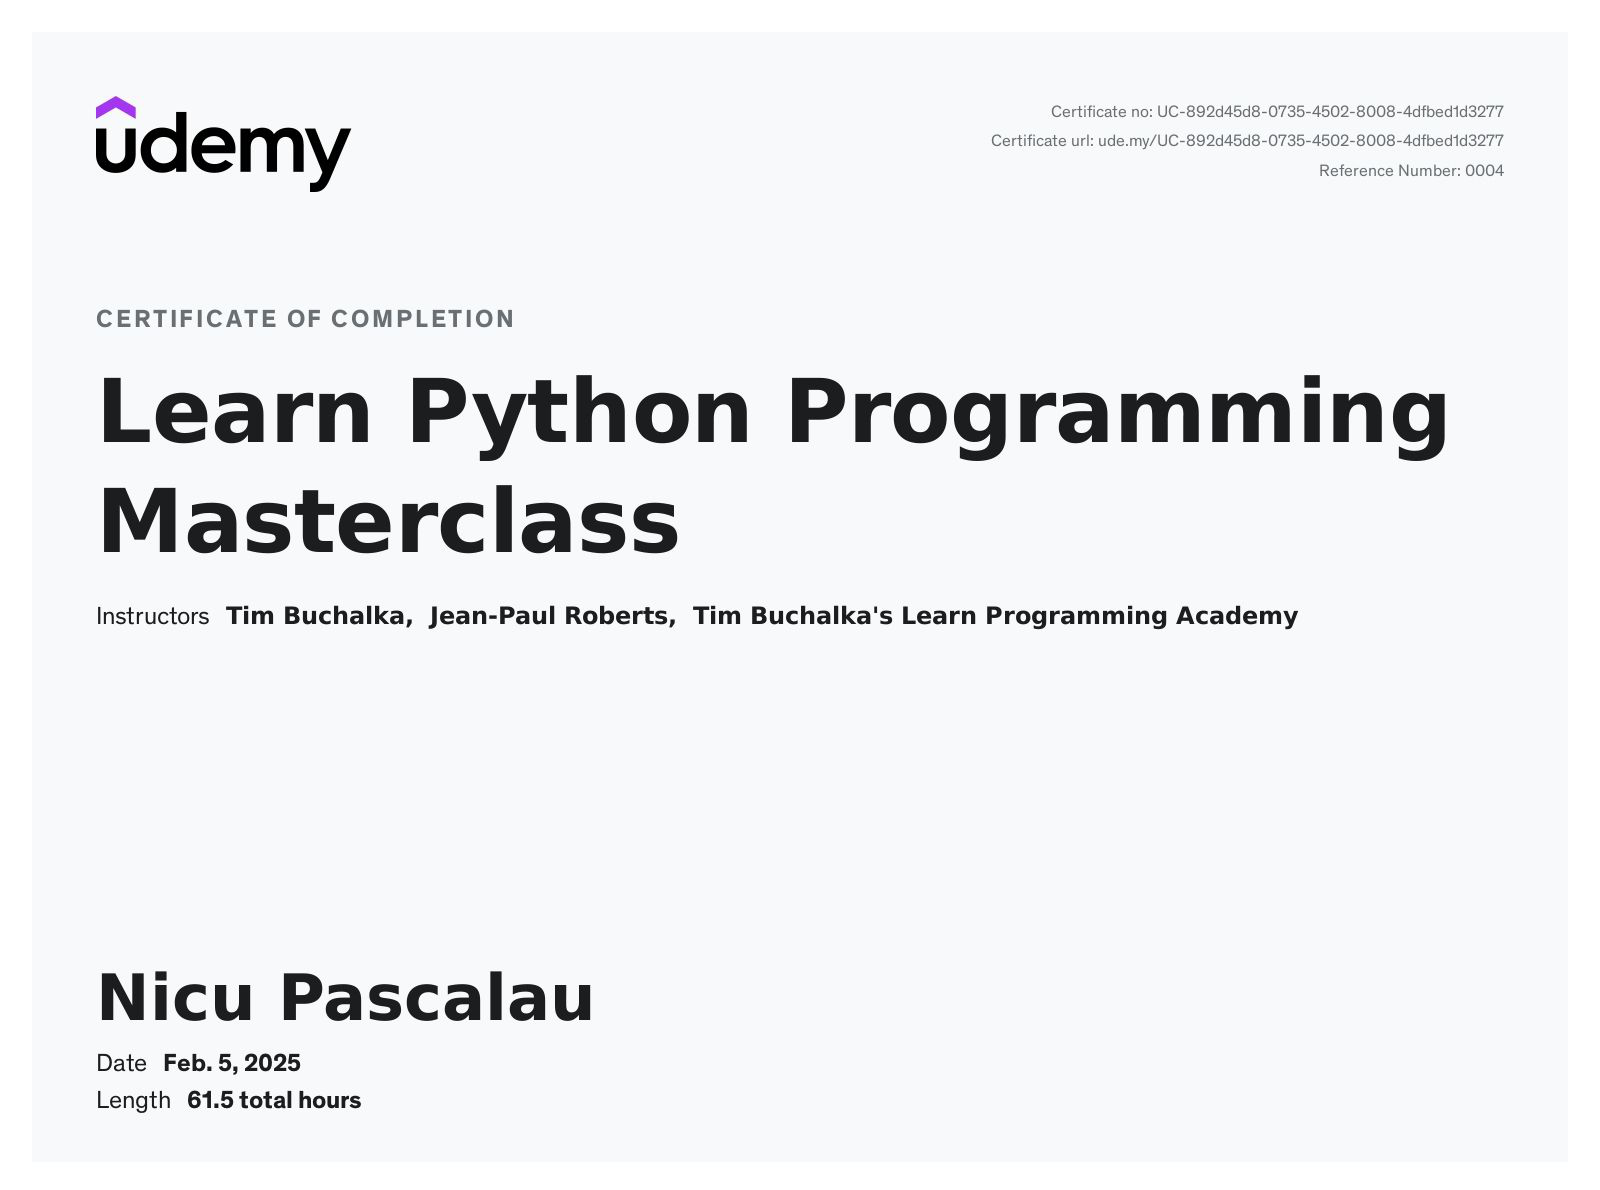 udemy
Certificate no: UC-892d45d8-0735-4502-8008-4dfbed1d3277
Certificate url: ude.my/UC-892d45d8-0735-4502-8008-4dfbed1d3277
Reference Number: 0004
CERTIFICATE OF COMPLETION
Learn Python Programming
Masterclass
Instructors Tim Buchalka, Jean-Paul Roberts, Tim Buchalka's Learn Programming Academy
Nicu Pascalau
Date Feb. 5, 2025
Length 61.5 total hours